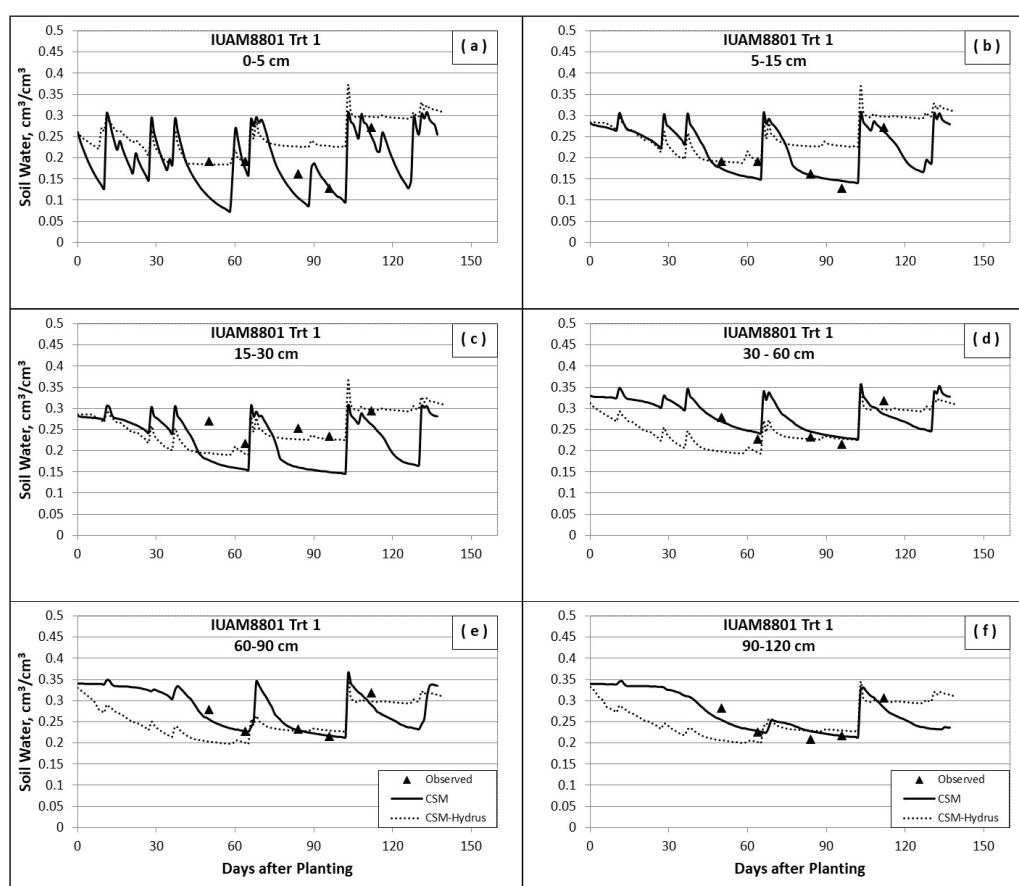 IUAM8801 Trt 1
0-5 cm
( a )
Soil Water, cm³/cm³
0.5
0.45
0.4
0.35
0.3
0.25
0.2
0.15
0.1
0.05
0
0 30 60 90 120 150
IUAM8801 Trt 1
5-15 cm
( b )
0.5
0.45
0.4
0.35
0.3
0.25
0.2
0.15
0.1
0.05
0
0 30 60 90 120 150
IUAM8801 Trt 1
15-30 cm
( c )
Soil Water, cm³/cm³
0.5
0.45
0.4
0.35
0.3
0.25
0.2
0.15
0.1
0.05
0
0 30 60 90 120 150
IUAM8801 Trt 1
30 - 60 cm
( d )
0.5
0.45
0.4
0.35
0.3
0.25
0.2
0.15
0.1
0.05
0
0 30 60 90 120 150
IUAM8801 Trt 1
60-90 cm
( e )
Soil Water, cm³/cm³
0.5
0.45
0.4
0.35
0.3
0.25
0.2
0.15
0.1
0.05
0
Observed
CSM
CSM-Hydrus
0 30 60 90 120 150
Days after Planting
IUAM8801 Trt 1
90-120 cm
( f )
0.5
0.45
0.4
0.35
0.3
0.25
0.2
0.15
0.1
0.05
0
Observed
CSM
CSM-Hydrus
0 30 60 90 120 150
Days after Planting